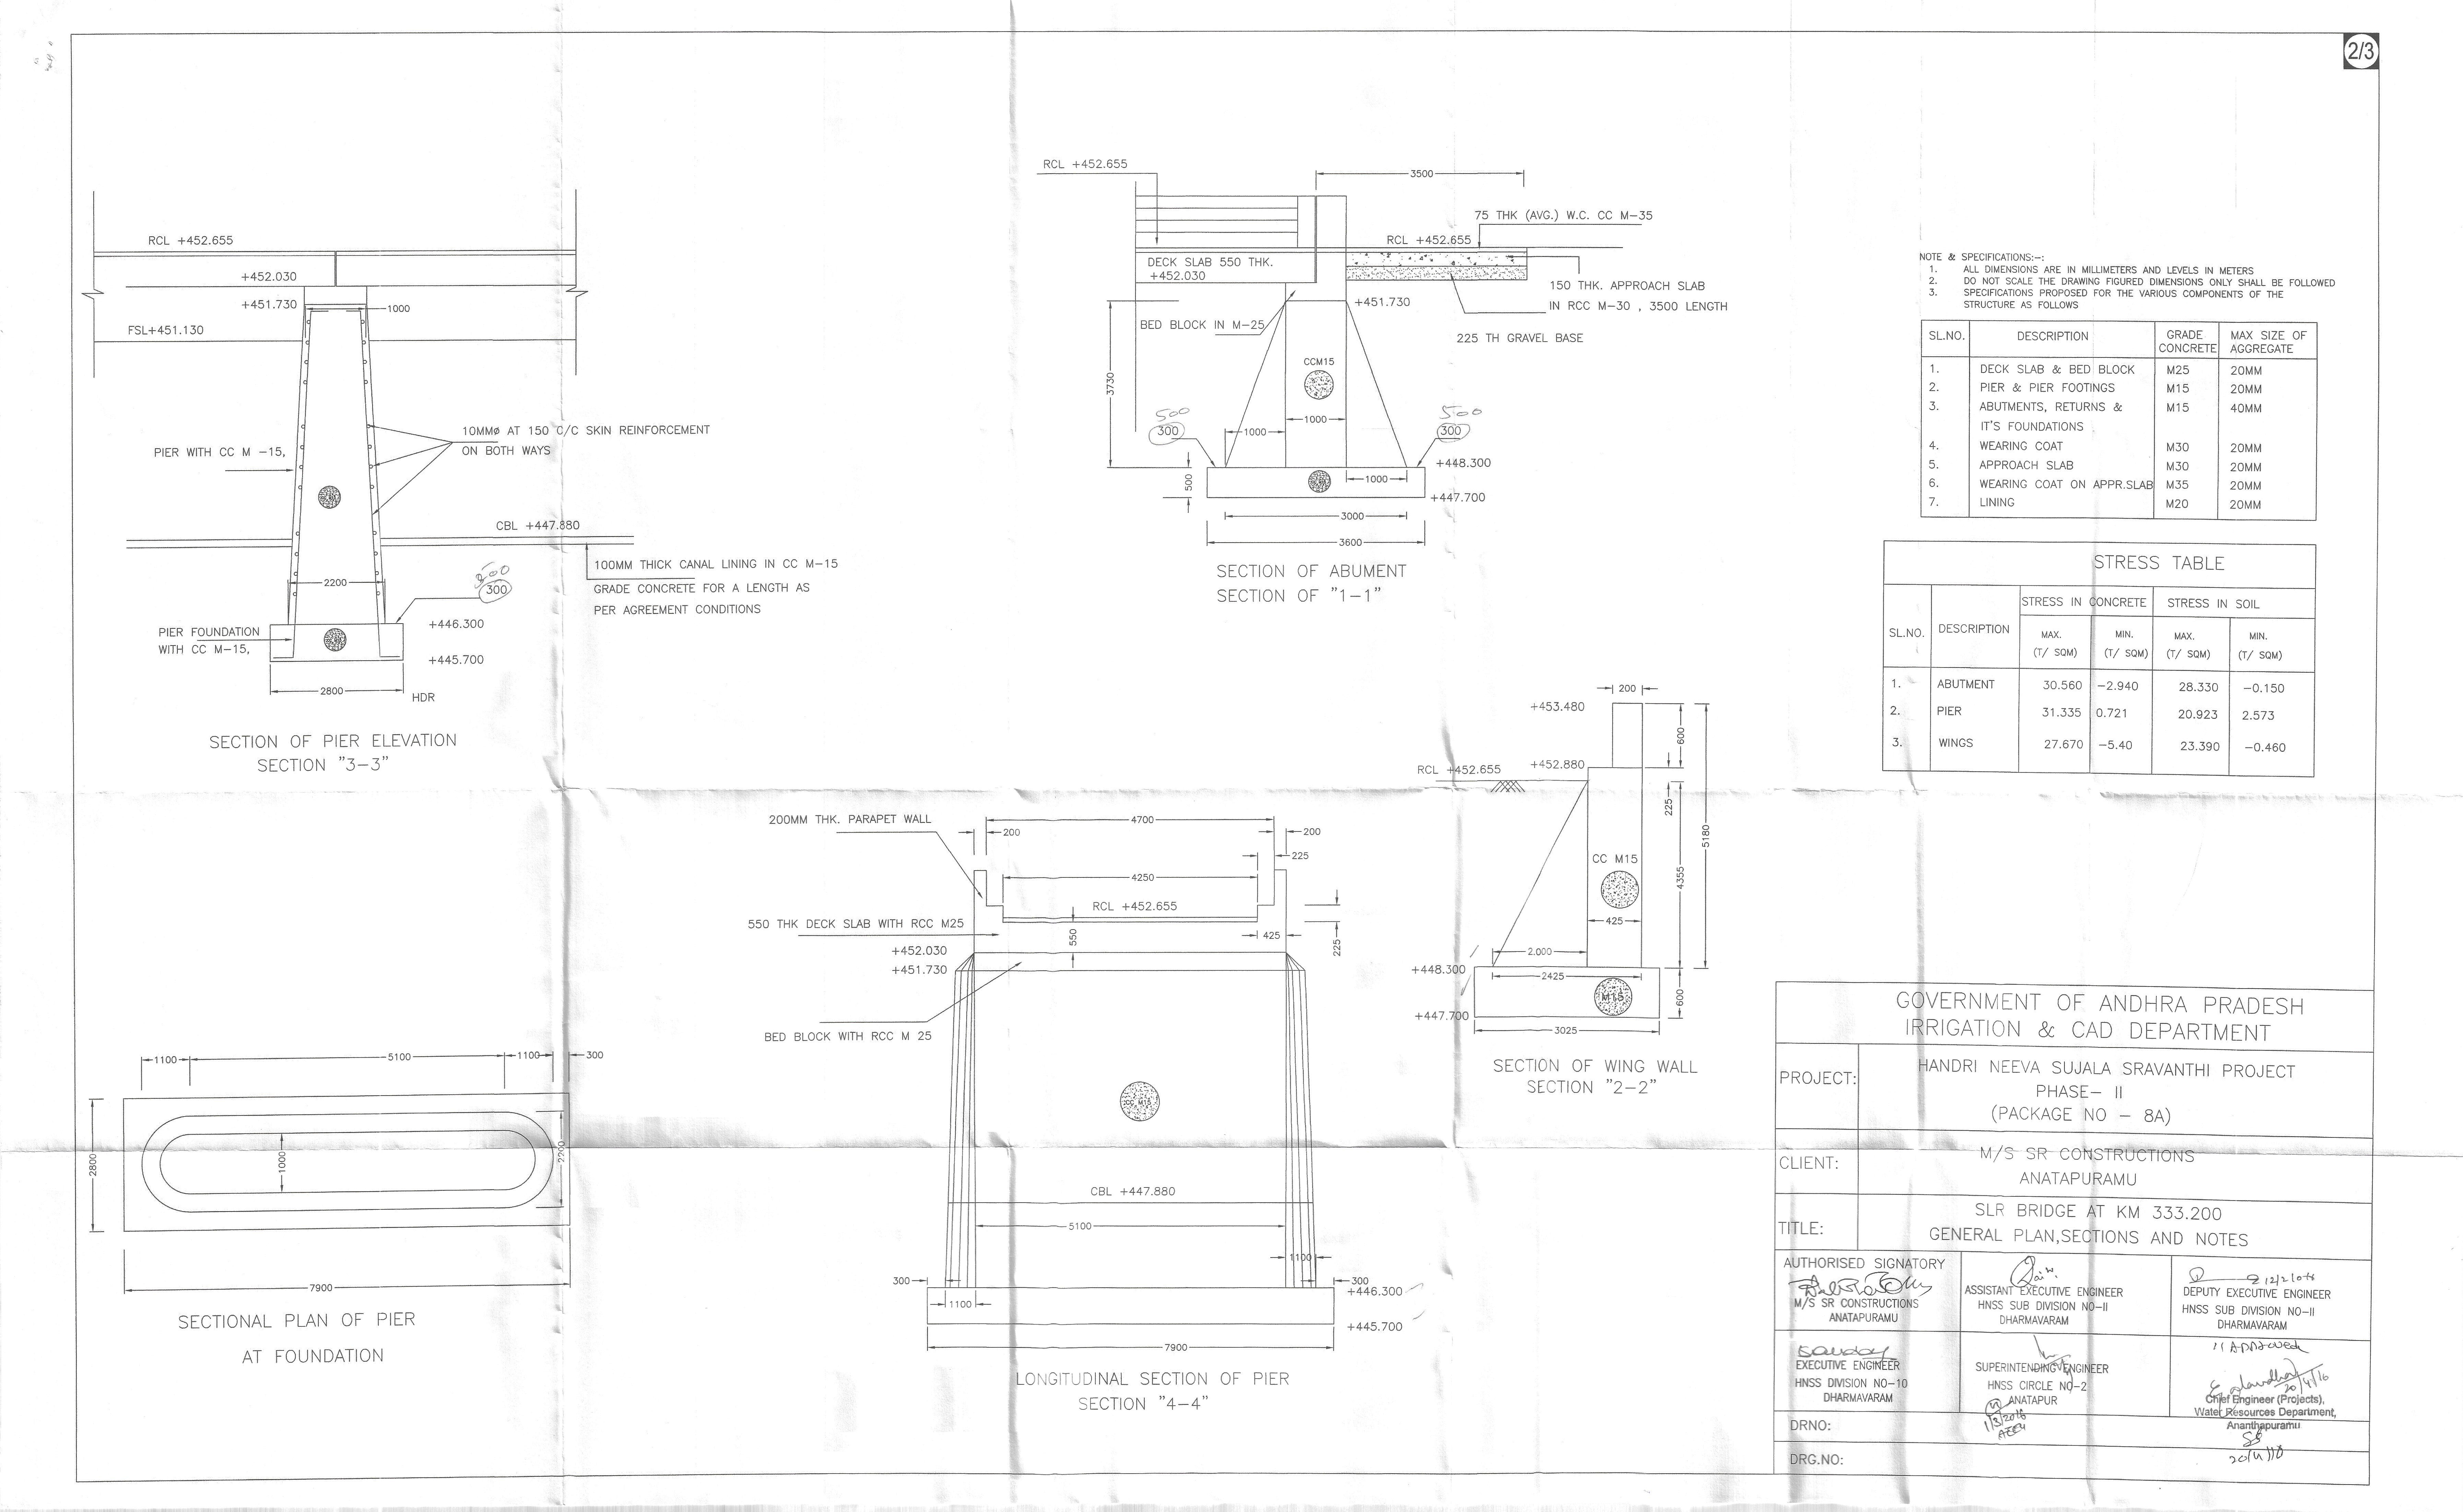 2/3
RCL +452.655
+452.030
+451.730
1000
FSL+451.130
10MMø AT 150 C/C SKIN REINFORCEMENT
ON BOTH WAYS
PIER WITH CC M -15,
CBL +447.880
100MM THICK CANAL LINING IN CC M-15
GRADE CONCRETE FOR A LENGTH AS
PER AGREEMENT CONDITIONS
2200
500
300
PIER FOUNDATION
WITH CC M-15,
+446.300
+445.700
2800
HDR
SECTION OF PIER ELEVATION
SECTION "3-3"
RCL +452.655
3500
75 THK (AVG.) W.C. CC M-35
RCL +452.655
DECK SLAB 550 THK.
+452.030
150 THK. APPROACH SLAB
IN RCC M-30 , 3500 LENGTH
+451.730
BED BLOCK IN M-25
225 TH GRAVEL BASE
CCM15
3730
500
300
1000
1000
500
300
+448.300
500
1000
+447.700
3000
3600
SECTION OF ABUMENT
SECTION OF "1-1"
NOTE & SPECIFICATIONS:-:
1. ALL DIMENSIONS ARE IN MILLIMETERS AND LEVELS IN METERS
2. DO NOT SCALE THE DRAWING FIGURED DIMENSIONS ONLY SHALL BE FOLLOWED
3. SPECIFICATIONS PROPOSED FOR THE VARIOUS COMPONENTS OF THE
STRUCTURE AS FOLLOWS
SL.NO. DESCRIPTION GRADE CONCRETE MAX SIZE OF AGGREGATE
1. DECK SLAB & BED BLOCK M25 20MM
2. PIER & PIER FOOTINGS M15 20MM
3. ABUTMENTS, RETURNS & M15 40MM
IT'S FOUNDATIONS
4. WEARING COAT M30 20MM
5. APPROACH SLAB M30 20MM
6. WEARING COAT ON APPR.SLAB M35 20MM
7. LINING M20 20MM
STRESS TABLE
SL.NO. DESCRIPTION STRESS IN CONCRETE STRESS IN SOIL
MAX. MIN. MAX. MIN.
(T/ SQM) (T/ SQM) (T/ SQM) (T/ SQM)
1. ABUTMENT 30.560 -2.940 28.330 -0.150
2. PIER 31.335 0.721 20.923 2.573
3. WINGS 27.670 -5.40 23.390 -0.460
200
+453.480
600
+452.880
RCL +452.655
225
5180
4355
CC M15
425
2.000
+448.300
2425
M15
600
+447.700
3025
SECTION OF WING WALL
SECTION "2-2"
200MM THK. PARAPET WALL
4700
200
200
225
4250
RCL +452.655
550 THK DECK SLAB WITH RCC M25
550
425
225
+452.030
+451.730
BED BLOCK WITH RCC M 25
CC M15
CBL +447.880
5100
1100
300
300
+446.300
1100
+445.700
7900
LONGITUDINAL SECTION OF PIER
SECTION "4-4"
1100
5100
1100
300
2800
1000
2200
7900
SECTIONAL PLAN OF PIER
AT FOUNDATION
GOVERNMENT OF ANDHRA PRADESH
IRRIGATION & CAD DEPARTMENT
PROJECT:
HANDRI NEEVA SUJALA SRAVANTHI PROJECT
PHASE- II
(PACKAGE NO - 8A)
CLIENT:
M/S SR CONSTRUCTIONS
ANATAPURAMU
TITLE:
SLR BRIDGE AT KM 333.200
GENERAL PLAN,SECTIONS AND NOTES
AUTHORISED SIGNATORY
M/S SR CONSTRUCTIONS
ANATAPURAMU
ASSISTANT EXECUTIVE ENGINEER
HNSS SUB DIVISION NO-II
DHARMAVARAM
DEPUTY EXECUTIVE ENGINEER
HNSS SUB DIVISION NO-II
DHARMAVARAM
EXECUTIVE ENGINEER
HNSS DIVISION NO-10
DHARMAVARAM
SUPERINTENDING ENGINEER
HNSS CIRCLE NO-2
ANATAPUR
1/3/2016
11 Approved
20/4/16
Chief Engineer (Projects),
Water Resources Department,
Ananthapuramu
DRNO:
DRG.NO: